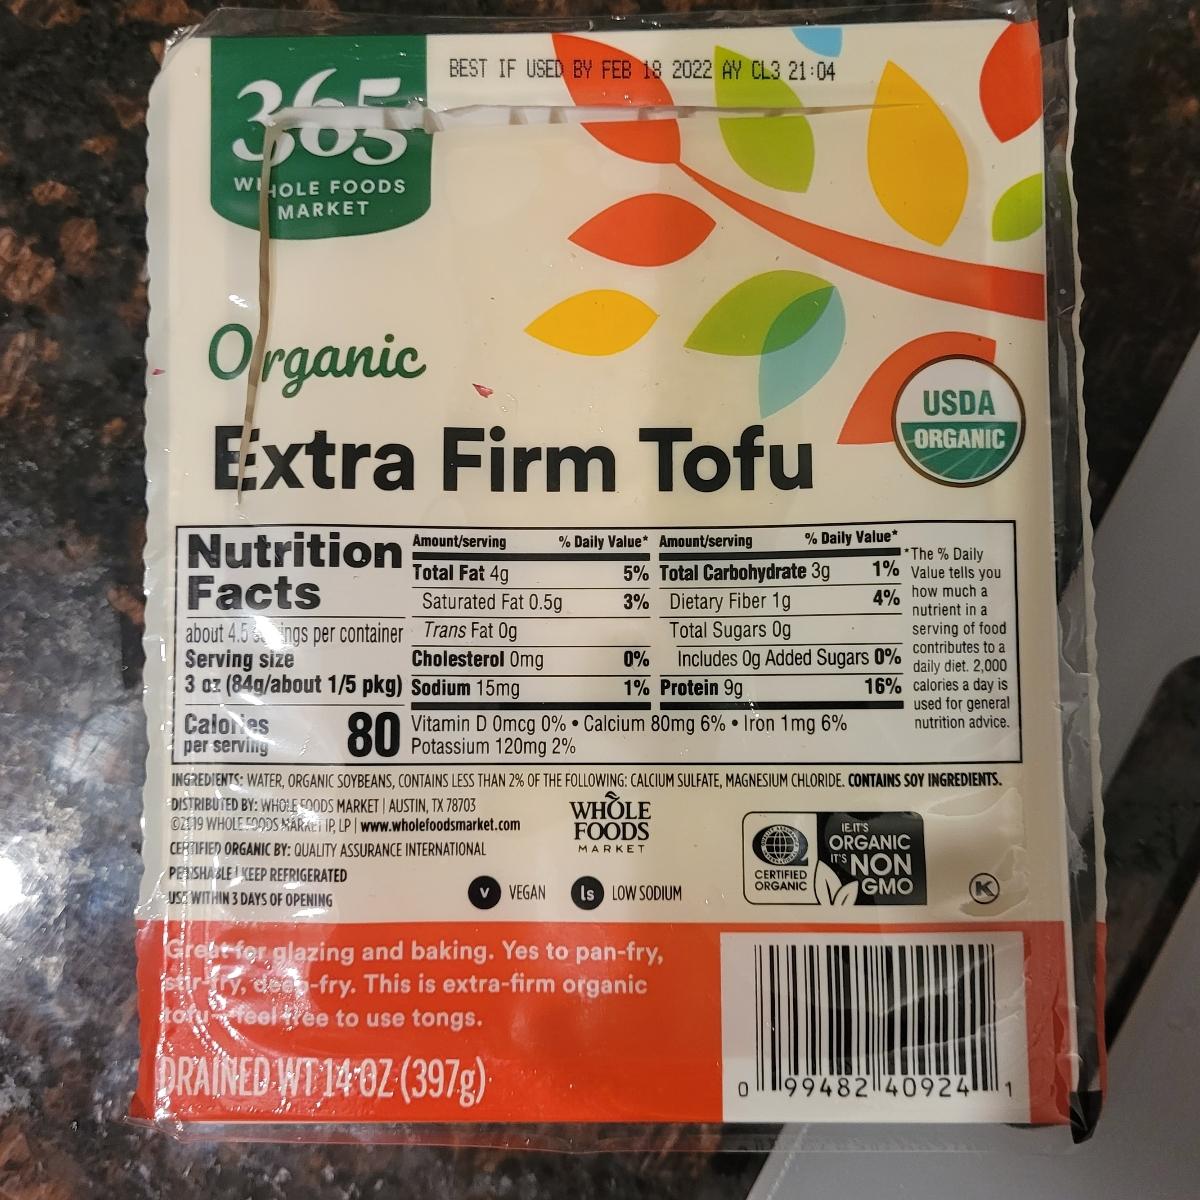 BEST IF USED BY FEB 18 2022 AY CL3 21:04
365
WHOLE FOODS
MARKET
Organic
Extra Firm Tofu
USDA
ORGANIC
Nutrition
Facts
about 4.5 servings per container
Serving size
3 oz (84g/about 1/5 pkg)
Calories
per serving
80
Amount/serving % Daily Value*
Total Fat 4g 5%
Saturated Fat 0.5g 3%
Trans Fat 0g
Cholesterol 0mg 0%
Sodium 15mg 1%
Amount/serving % Daily Value*
Total Carbohydrate 3g 1%
Dietary Fiber 1g 4%
Total Sugars 0g
Includes 0g Added Sugars 0%
Protein 9g 16%
Vitamin D 0mcg 0% • Calcium 80mg 6% • Iron 1mg 6%
Potassium 120mg 2%
*The % Daily
Value tells you
how much a
nutrient in a
serving of food
contributes to a
daily diet. 2,000
calories a day is
used for general
nutrition advice.
INGREDIENTS: WATER, ORGANIC SOYBEANS, CONTAINS LESS THAN 2% OF THE FOLLOWING: CALCIUM SULFATE, MAGNESIUM CHLORIDE. CONTAINS SOY INGREDIENTS.
DISTRIBUTED BY: WHOLE FOODS MARKET | AUSTIN, TX 78703
©2019 WHOLE FOODS MARKET IP, LP | www.wholefoodsmarket.com
CERTIFIED ORGANIC BY: QUALITY ASSURANCE INTERNATIONAL
PERISHABLE | KEEP REFRIGERATED
USE WITHIN 3 DAYS OF OPENING
WHOLE
FOODS
MARKET
V VEGAN
ls LOW SODIUM
CERTIFIED
ORGANIC
IF IT'S
ORGANIC
IT'S NON
GMO
K
Great for glazing and baking. Yes to pan-fry,
stir-fry, deep-fry. This is extra-firm organic
tofu—feel free to use tongs.
DRAINED WT 14 OZ (397g)
0 99482 40924 1